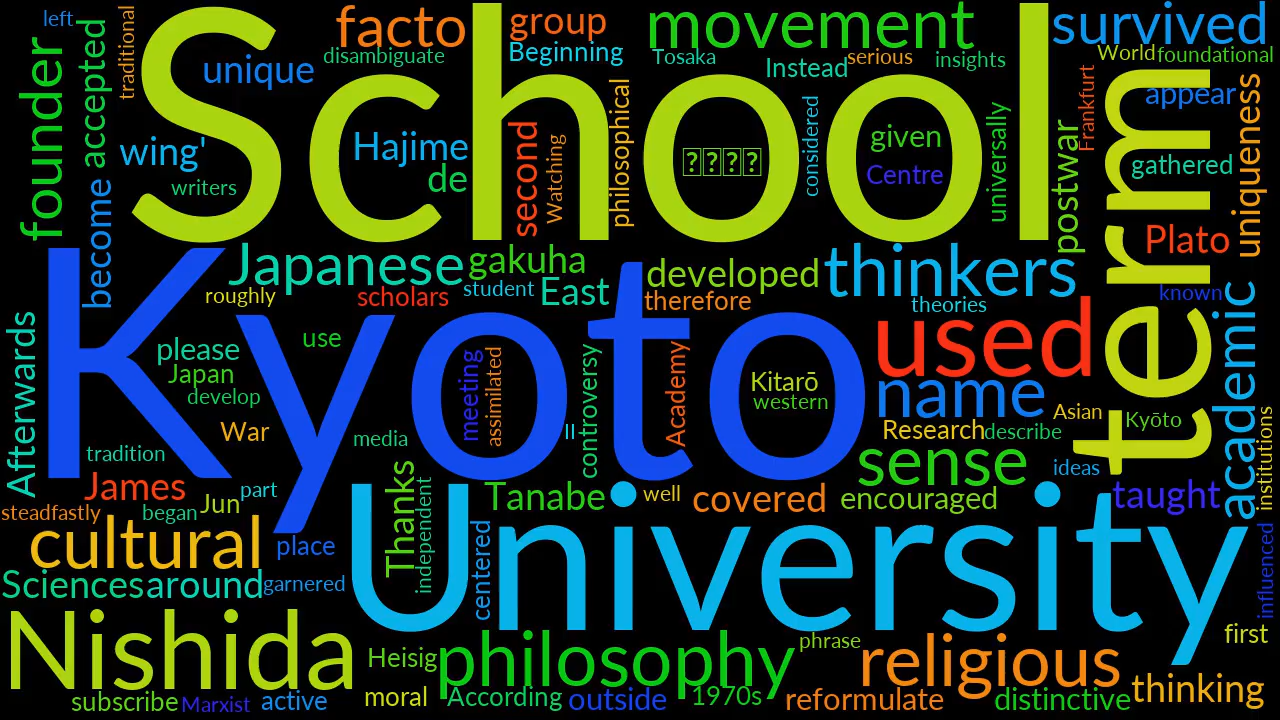 left
traditional
facto
group
movement
survived
founder
accepted
disambiguate
Beginning
Tosaka
Instead
serious
insights
World
foundational
unique
School
Frankfurt
appear
uniqueness
wing'
Hajime
de
second
Watching
philosophical
considered
given
Centre
universally
postwar
term
gathered
writers
Plato
become
Japanese
gakuha
developed
thinkers
roughly
scholars
student
East
therefore
theories
known
Kyoto
used
academic
Afterwards
please
use
Japan
develop
meeting
assimilated
controversy
Academy
Kitarō
western
name
Asian
Kyōto
War
media
II
Research
describe
institutions
tradition
sense
ideas
James
Jun
part
Thanks
independent
Tanabe
well
covered
encouraged
taught
steadfastly
began
cultural
place
University
centered
influenced
Sciences
around
garnered
Nishida
Heisig
philosophy
phrase
religious
first
subscribe
Marxist
active
moral
According
outside
1970s
reformulate
distinctive
thinking